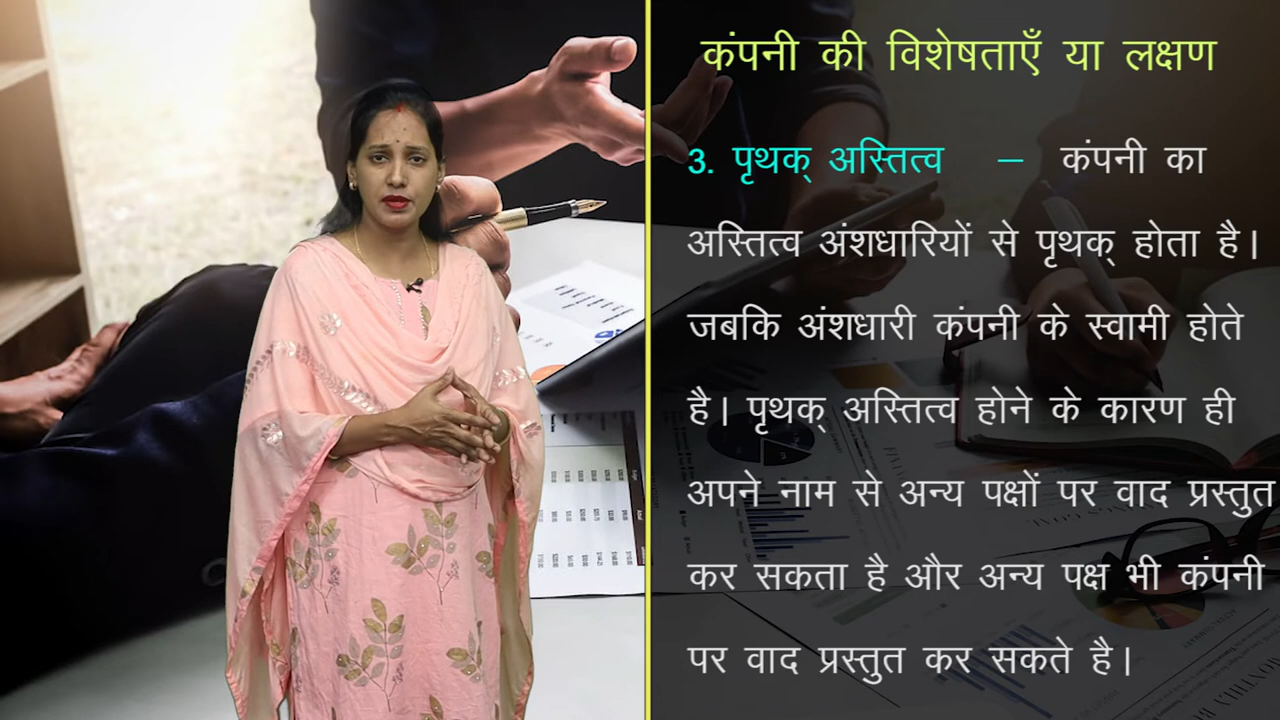 कंपनी की विशेषताएँ या लक्षण
3. पृथक् अस्तित्व – कंपनी का
अस्तित्व अंशधारियों से पृथक् होता है।
जबकि अंशधारी कंपनी के स्वामी होते
है। पृथक् अस्तित्व होने के कारण ही
अपने नाम से अन्य पक्षों पर वाद प्रस्तुत
कर सकता है और अन्य पक्ष भी कंपनी
पर वाद प्रस्तुत कर सकते है।